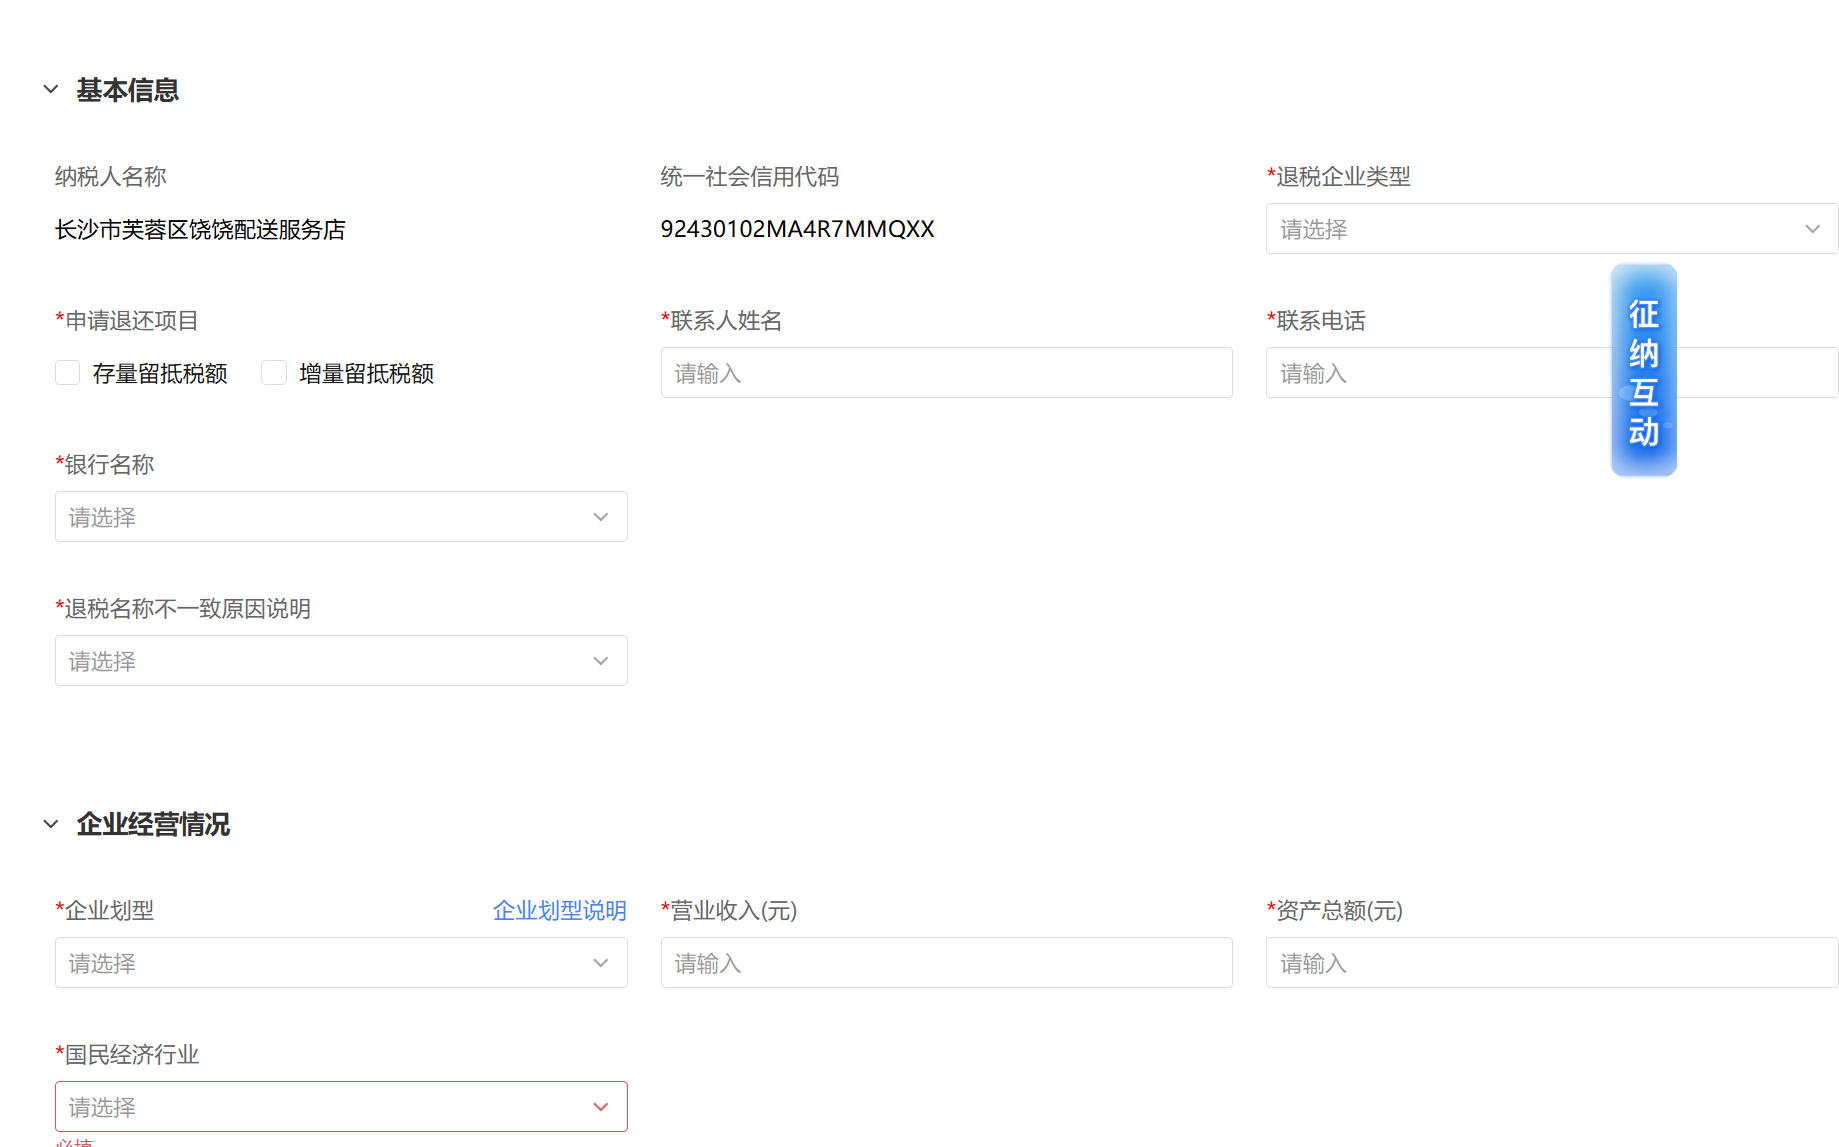 基本信息
纳税人名称
长沙市芙蓉区饶饶配送服务店
统一社会信用代码
92430102MA4R7MMQXX
*退税企业类型
请选择
*申请退还项目
存量留抵税额
增量留抵税额
*联系人姓名
请输入
*联系电话
请输入
征纳互动
*银行名称
请选择
*退税名称不一致原因说明
请选择
企业经营情况
*企业划型
企业划型说明
请选择
*营业收入(元)
请输入
*资产总额(元)
请输入
*国民经济行业
请选择